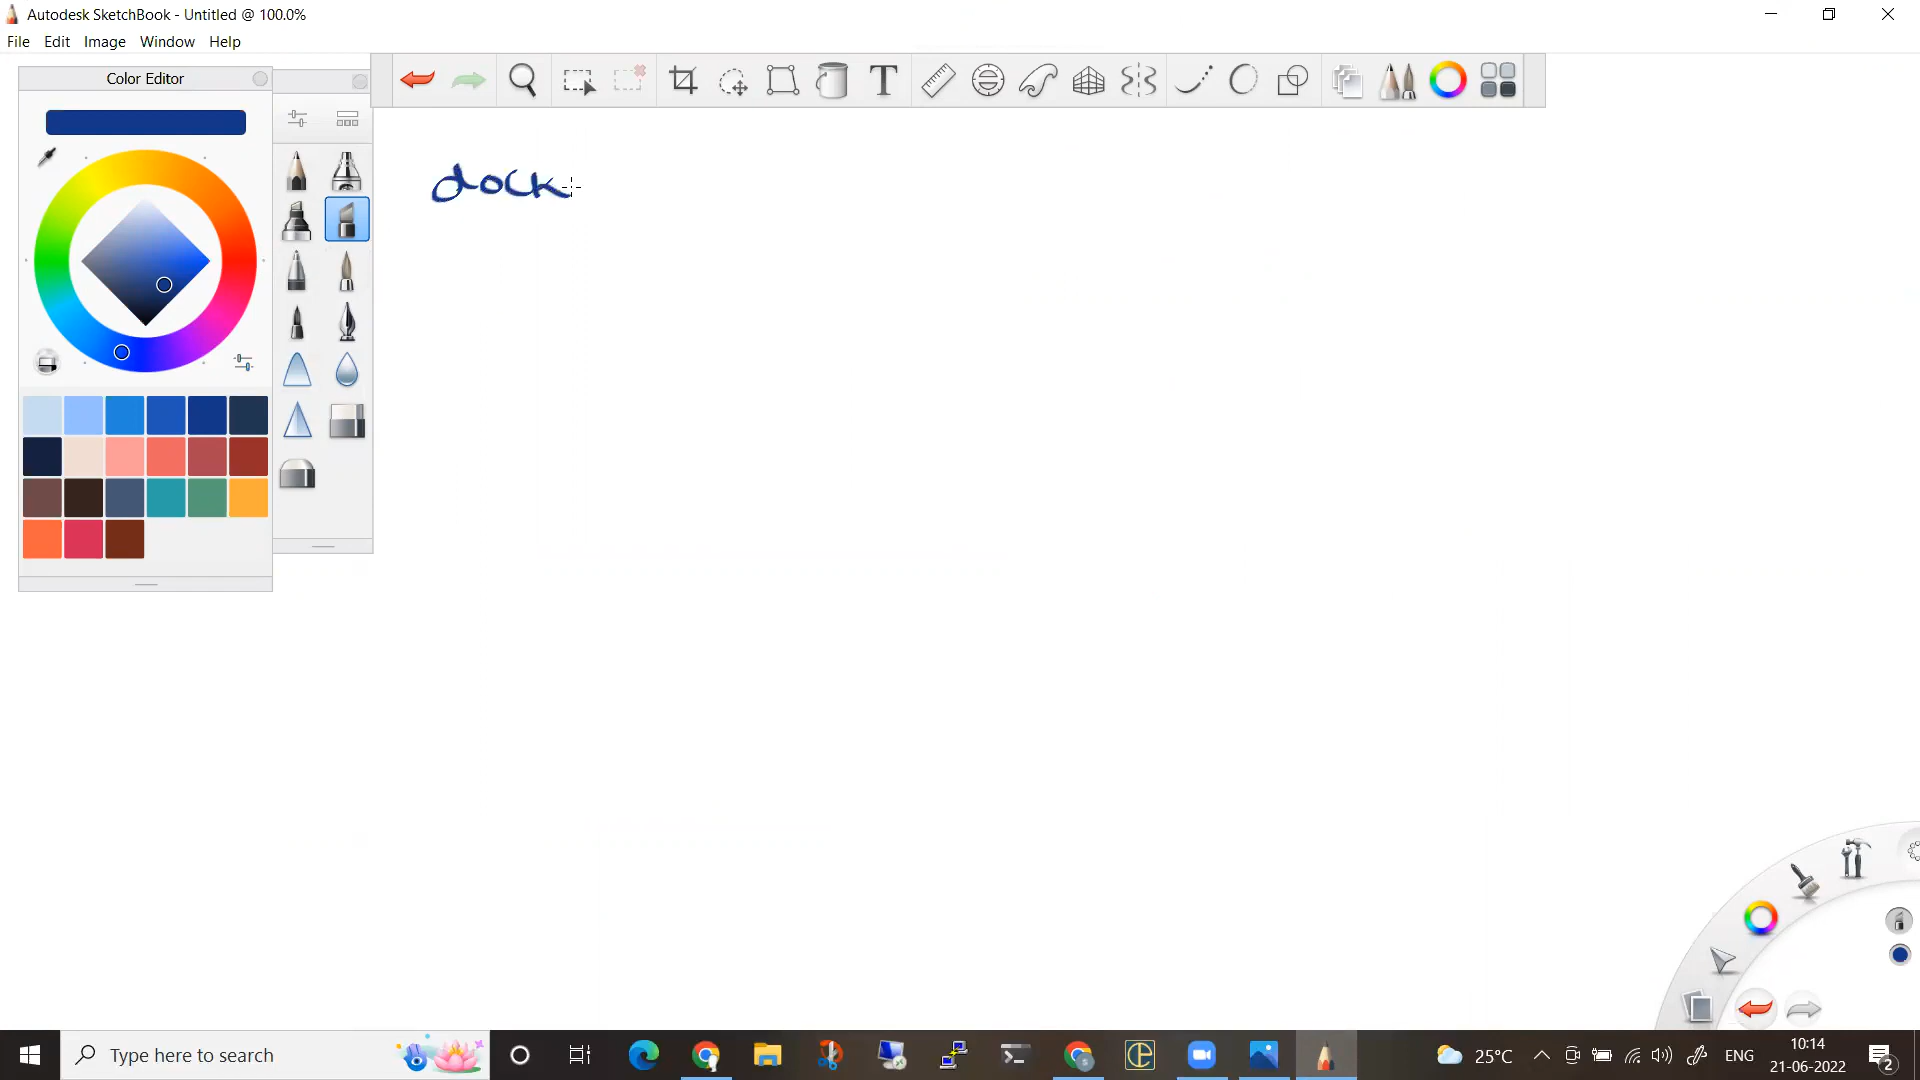 Autodesk SketchBook - Untitled @ 100.0%
File Edit Image Window Help
Color Editor
T
dock
Type here to search
25°C
ENG
10:14
21-06-2022
2